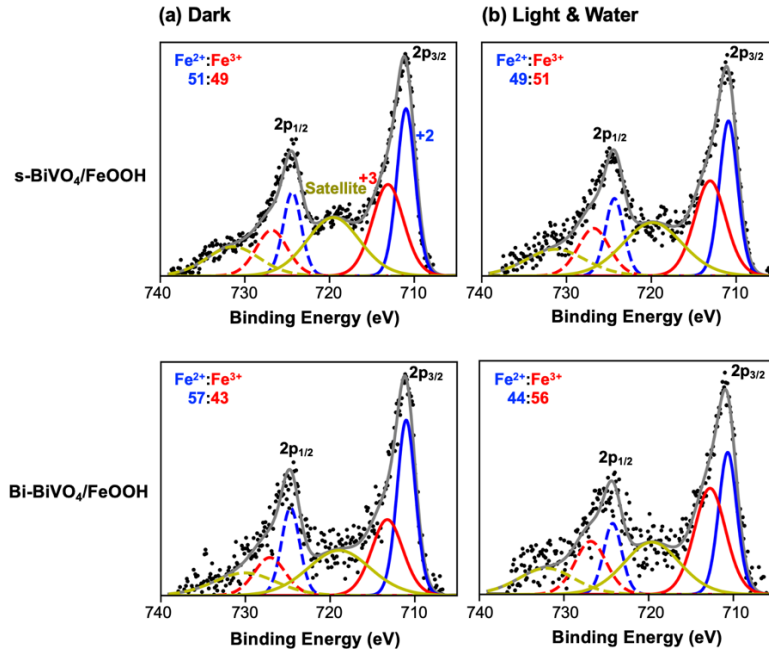 (a) Dark
(b) Light & Water
s-BiVO₄/FeOOH
Fe²⁺:Fe³⁺
51:49
2p₃/₂
2p₁/₂
+2
+3
Satellite
740 730 720 710
Binding Energy (eV)
Fe²⁺:Fe³⁺
49:51
2p₃/₂
2p₁/₂
740 730 720 710
Binding Energy (eV)
Bi-BiVO₄/FeOOH
Fe²⁺:Fe³⁺
57:43
2p₃/₂
2p₁/₂
740 730 720 710
Binding Energy (eV)
Fe²⁺:Fe³⁺
44:56
2p₃/₂
2p₁/₂
740 730 720 710
Binding Energy (eV)